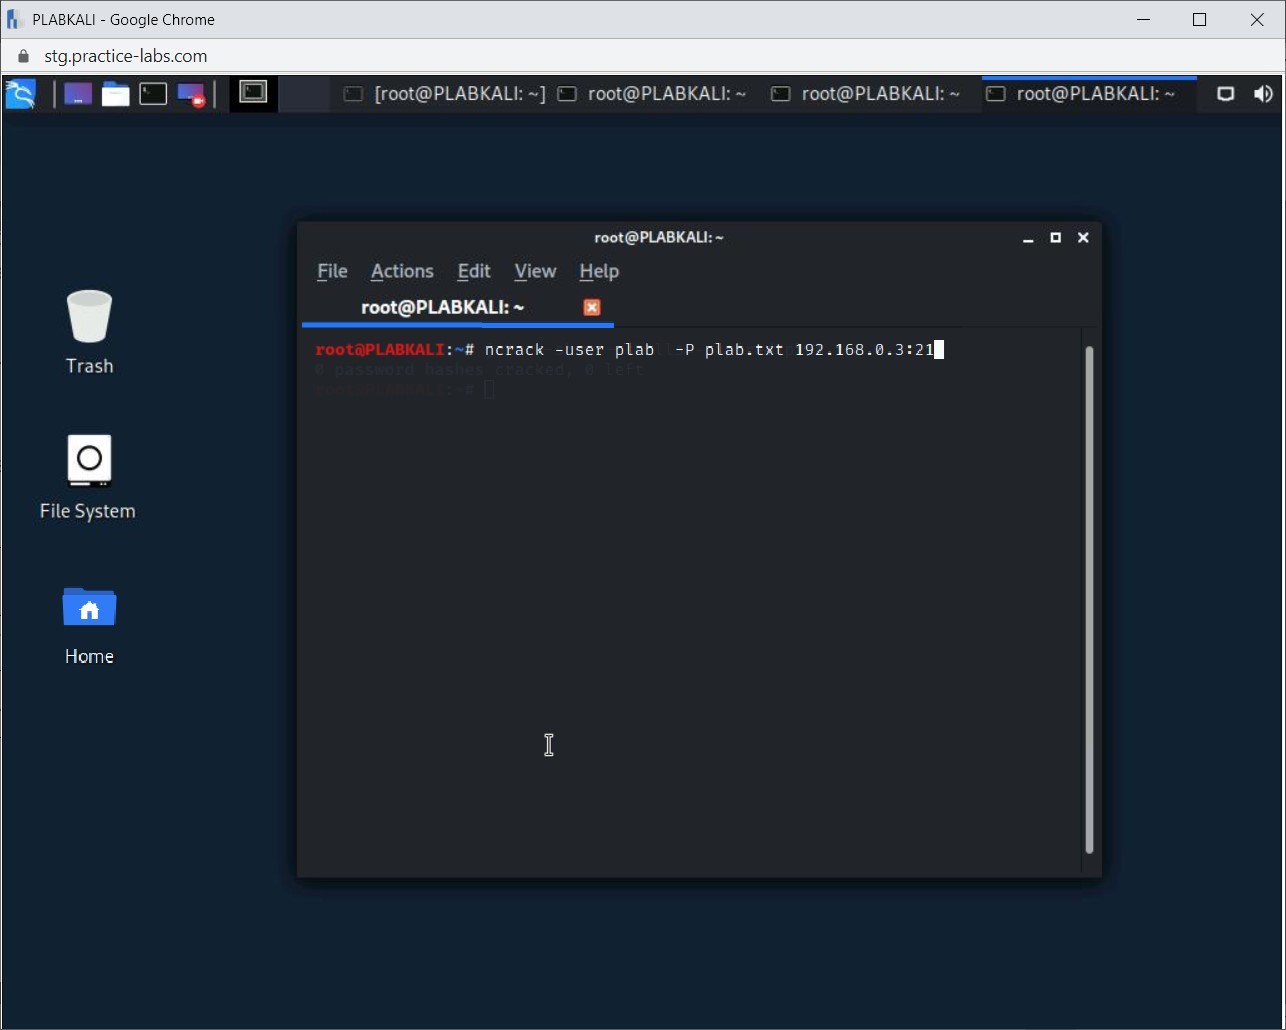 PLABKALI - Google Chrome
stg.practice-labs.com
[root@PLABKALI: ~] root@PLABKALI: ~ root@PLABKALI: ~ root@PLABKALI: ~
root@PLABKALI: ~
File Actions Edit View Help
root@PLABKALI: ~
root@PLABKALI:~# ncrack -user plab -P plab.txt 192.168.0.3:21
0 password hashes cracked, 0 left
root@PLABKALI:~#
Trash
File System
Home